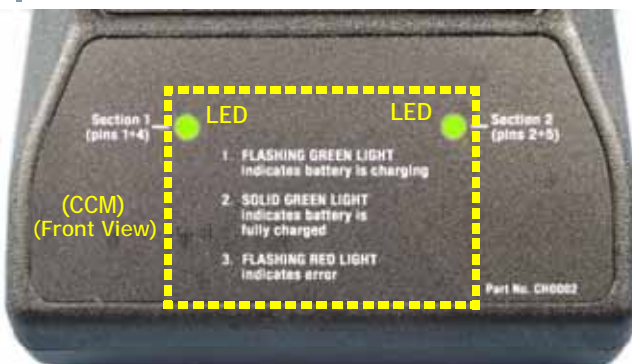 LED
LED
Section 1
(pins 1+4)
Section 2
(pins 2+5)
1. FLASHING GREEN LIGHT
indicates battery is charging
2. SOLID GREEN LIGHT
indicates battery is
fully charged
3. FLASHING RED LIGHT
indicates error
(CCM)
(Front View)
Part No. CH0002